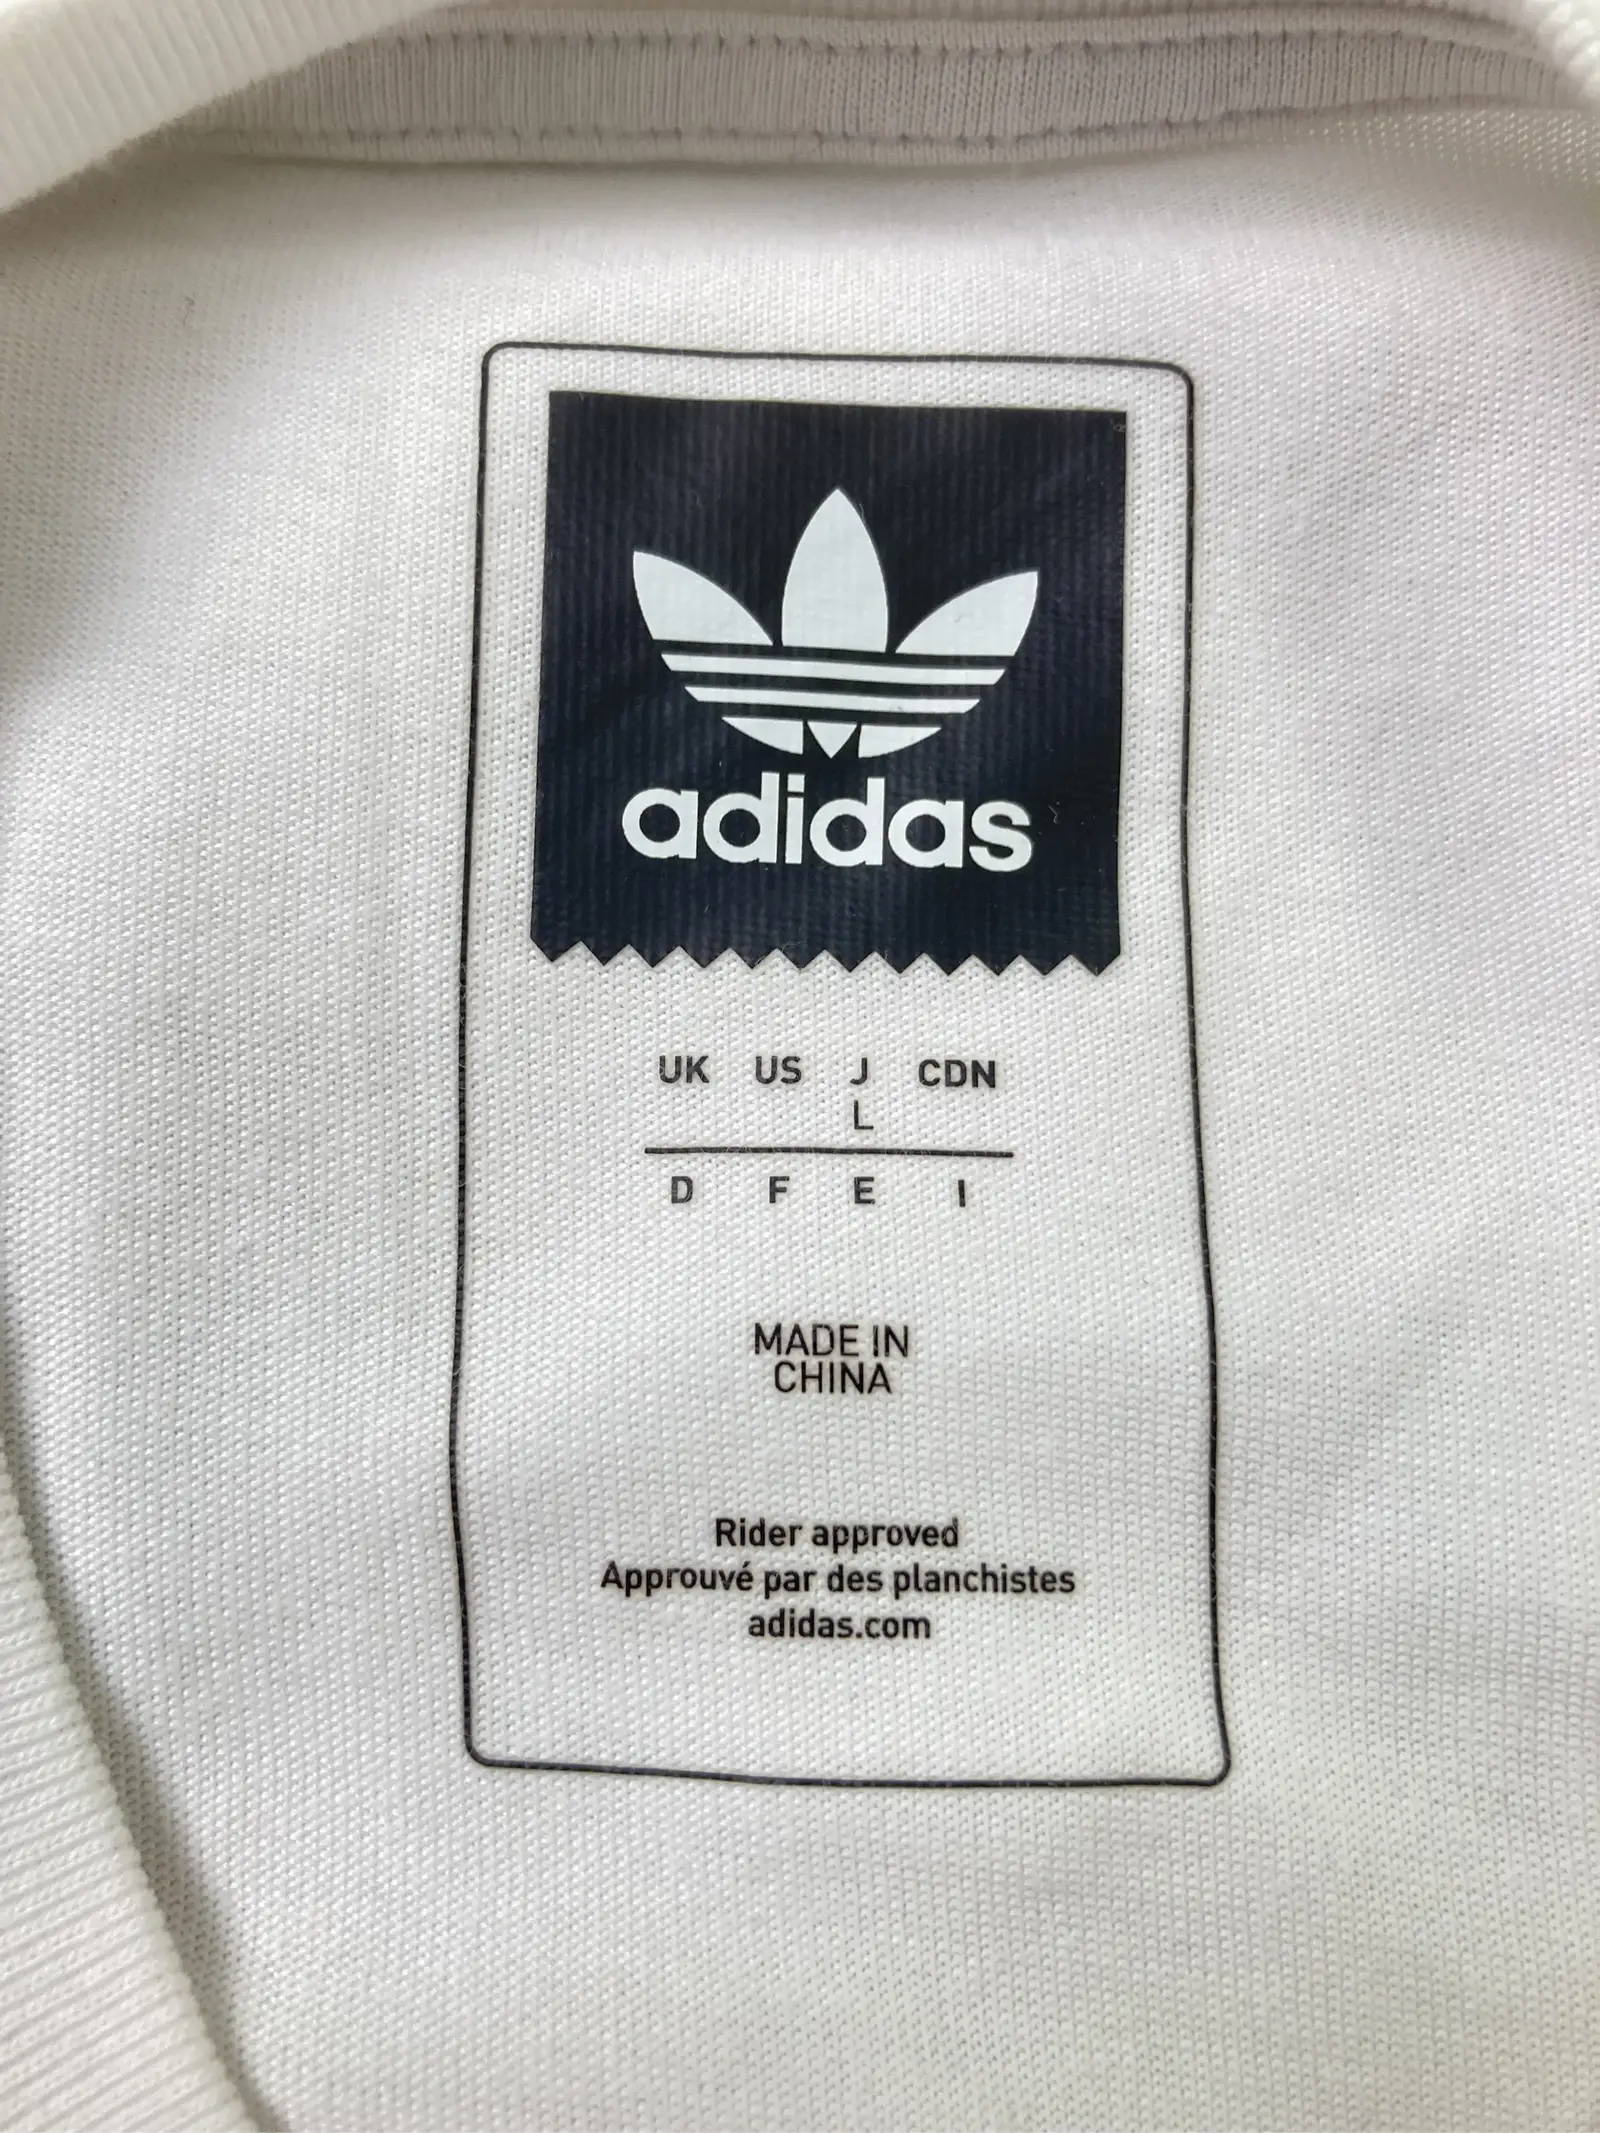 adidas
UK US J CDN
L
D F E I
MADE IN
CHINA
Rider approved
Approuvé par des planchistes
adidas.com